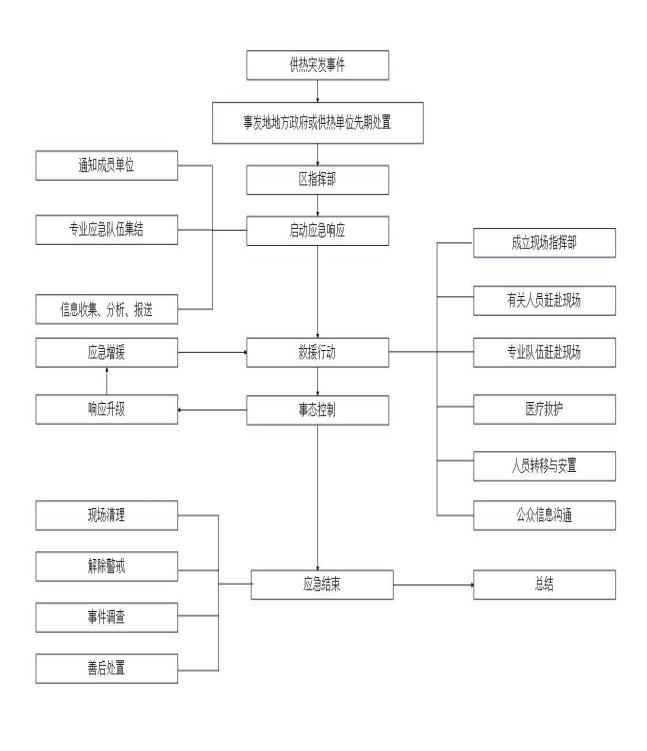 供热突发事件
事发地地方政府或供热单位先期处置
通知成员单位
区指挥部
专业应急队伍集结
启动应急响应
成立现场指挥部
信息收集、分析、报送
有关人员赶赴现场
应急增援
救援行动
专业队伍赶赴现场
响应升级
事态控制
医疗救护
人员转移与安置
现场清理
公众信息沟通
解除警戒
应急结束
总结
事件调查
善后处置